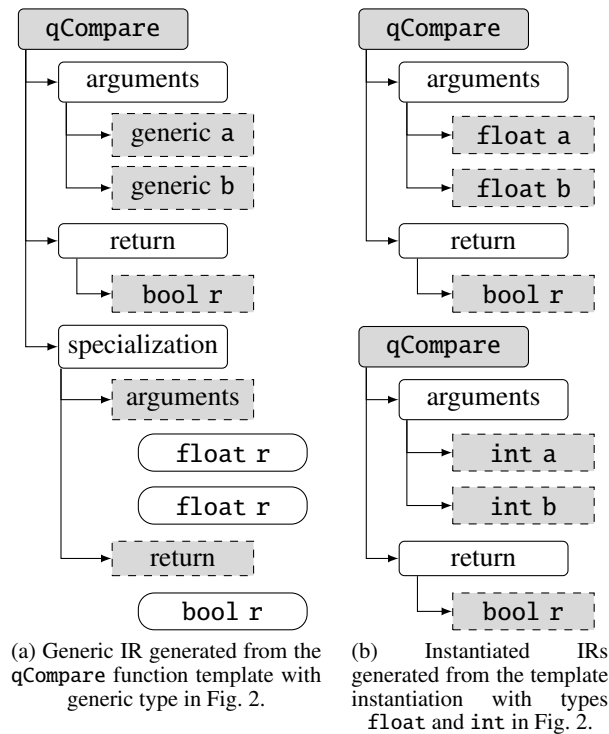 qCompare
arguments
generic a
generic b
return
bool r
specialization
arguments
float r
float r
return
bool r
(a) Generic IR generated from the
qCompare function template with
generic type in Fig. 2.
qCompare
arguments
float a
float b
return
bool r
qCompare
arguments
int a
int b
return
bool r
(b) Instantiated IRs
generated from the template
instantiation with types
float and int in Fig. 2.